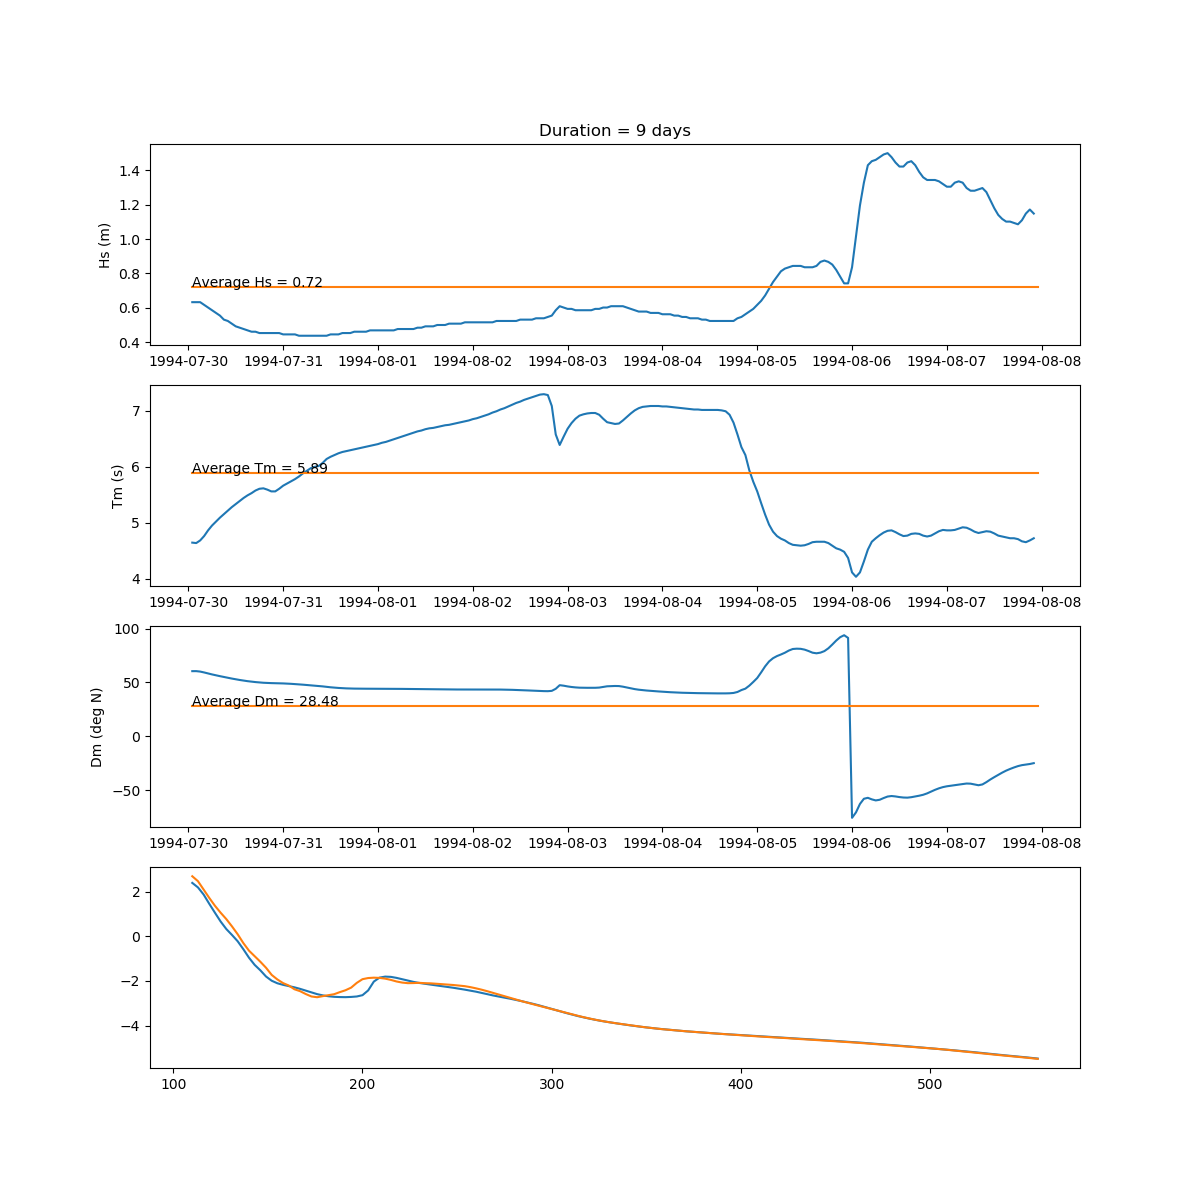 Duration = 9 days
Hs (m)
1.4
1.2
1.0
0.8
0.6
0.4
Average Hs = 0.72
1994-07-30 1994-07-31 1994-08-01 1994-08-02 1994-08-03 1994-08-04 1994-08-05 1994-08-06 1994-08-07 1994-08-08
Tm (s)
7
6
5
4
Average Tm = 5.89
1994-07-30 1994-07-31 1994-08-01 1994-08-02 1994-08-03 1994-08-04 1994-08-05 1994-08-06 1994-08-07 1994-08-08
Dm (deg N)
100
50
0
−50
Average Dm = 28.48
1994-07-30 1994-07-31 1994-08-01 1994-08-02 1994-08-03 1994-08-04 1994-08-05 1994-08-06 1994-08-07 1994-08-08
2
0
−2
−4
100 200 300 400 500